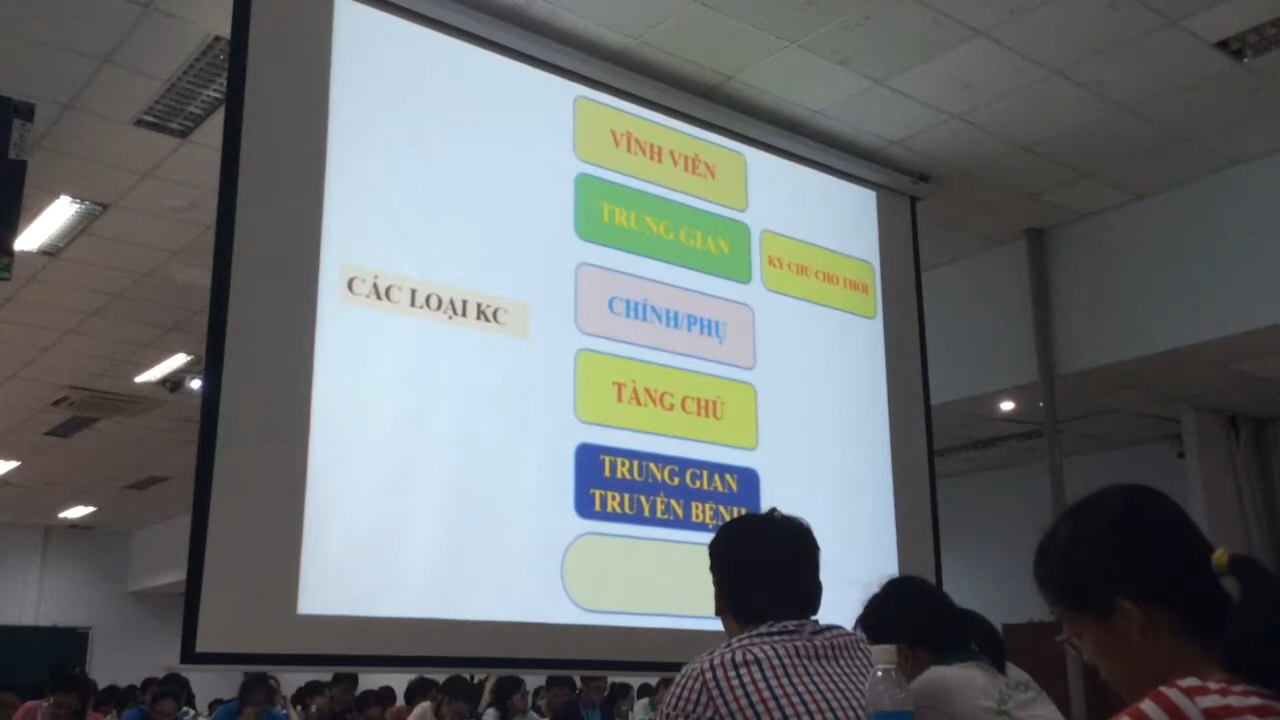 VĨNH VIỄN
TRUNG GIAN
KÝ CHỦ CHỜ THỜI
CÁC LOẠI KC
CHÍNH/PHỤ
TÀNG CHỦ
TRUNG GIAN
TRUYỀN BỆNH